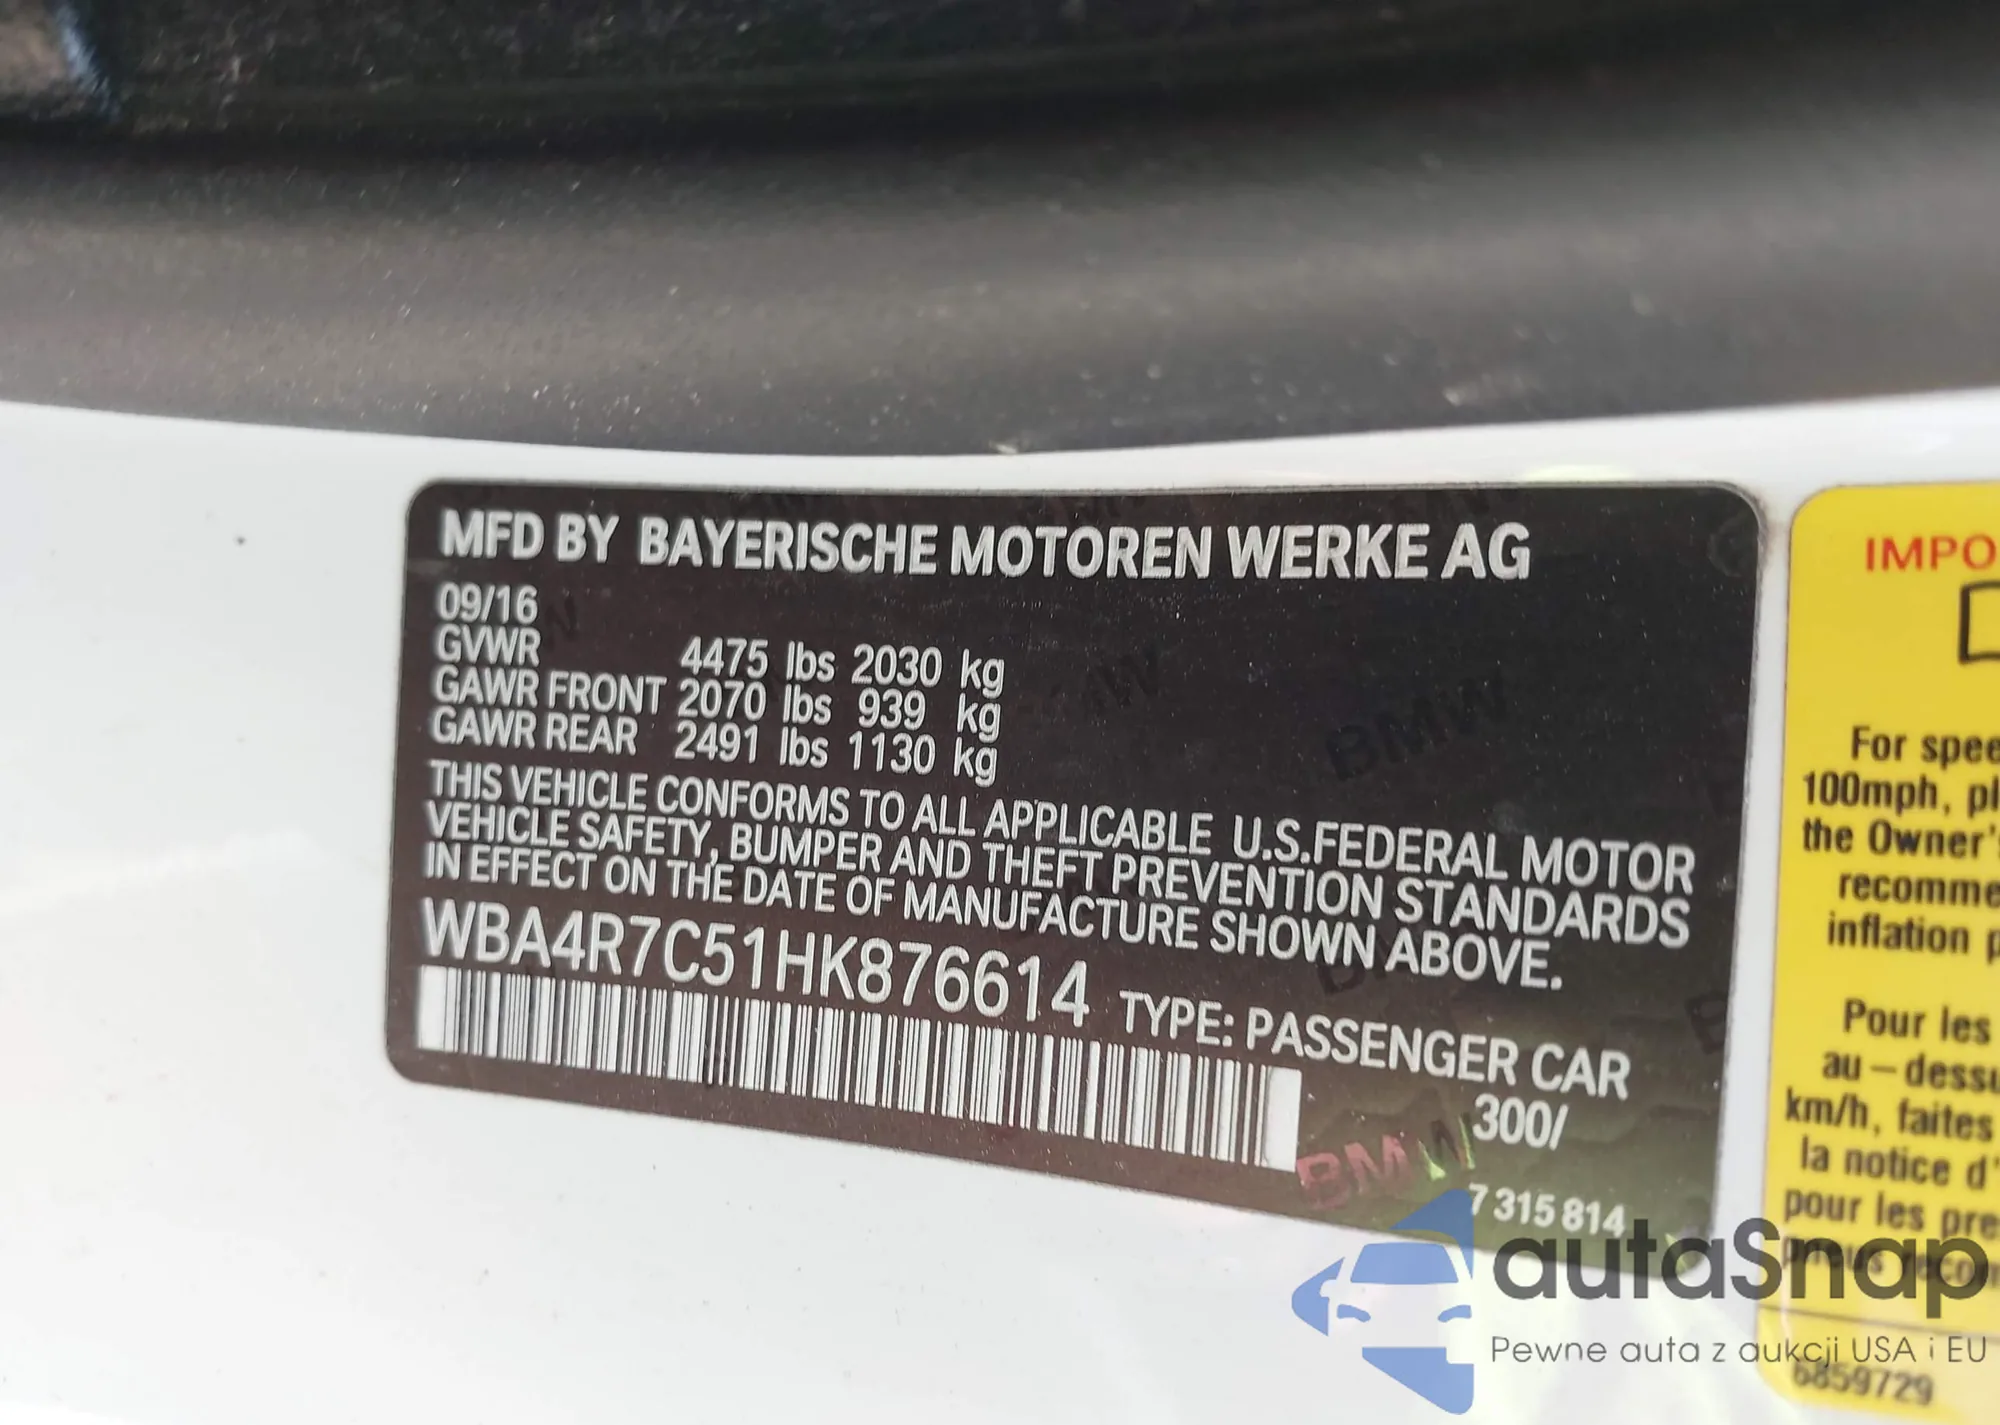 MFD BY BAYERISCHE MOTOREN WERKE AG
09/16
GVWR 4475 lbs 2030 kg
GAWR FRONT 2070 lbs 939 kg
GAWR REAR 2491 lbs 1130 kg
THIS VEHICLE CONFORMS TO ALL APPLICABLE U.S.FEDERAL MOTOR
VEHICLE SAFETY, BUMPER AND THEFT PREVENTION STANDARDS
IN EFFECT ON THE DATE OF MANUFACTURE SHOWN ABOVE.
WBA4R7C51HK876614 TYPE: PASSENGER CAR
300/
BMW
7 315 814
IMPO
For spee
100mph, pl
the Owner's
recomme
inflation p
Pour les
au-dessu
km/h, faites
la notice d'
pour les pre
pneus recom
6859729
autoSnap
Pewne auta z aukcji USA i EU